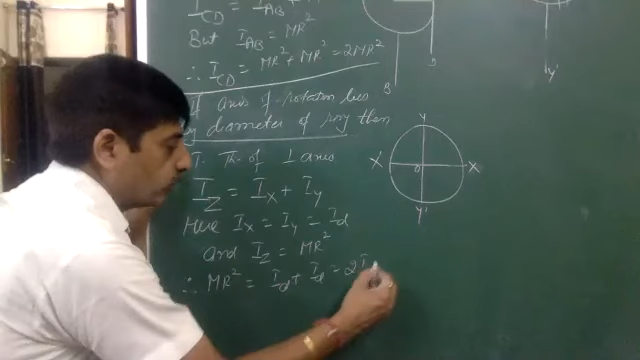 I_CD = I_AB + MR²
But I_AB = MR²
∴ I_CD = MR² + MR² = 2MR²
If axis of rotation lies
diameter of ring then
Th. of ⊥ axes
I_Z = I_X + I_y
Here I_X = I_y = I_d
and I_Z = MR²
∴ MR² = I_d + I_d = 2I
B
D
y'
Y
X O X
Y'